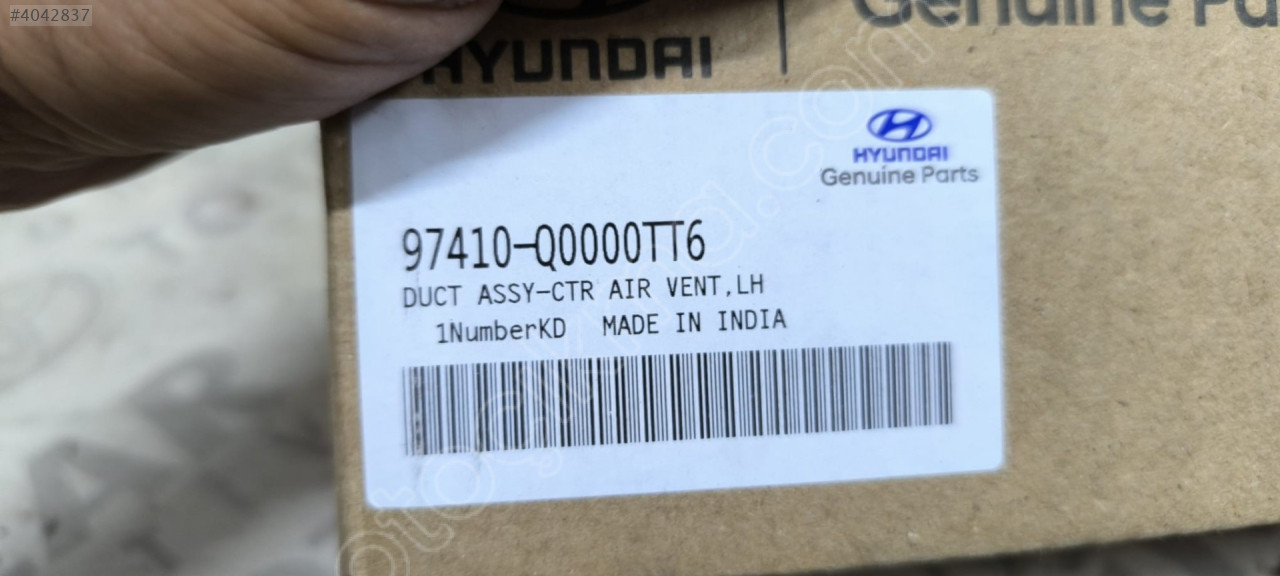 #4042837
HYUNDAI
Genuine Pa
HYUNDAI
Genuine Parts
97410-Q0000TT6
DUCT ASSY-CTR AIR VENT,LH
1NumberKD MADE IN INDIA